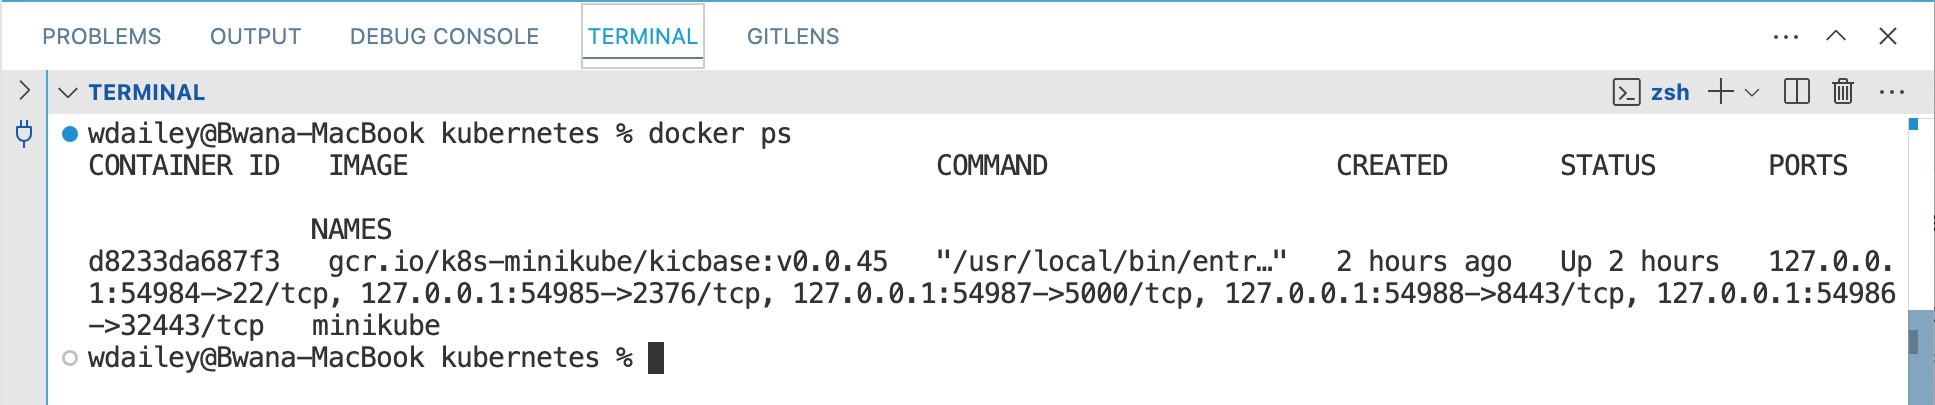 PROBLEMS OUTPUT DEBUG CONSOLE TERMINAL GITLENS
TERMINAL zsh
wdailey@Bwana-MacBook kubernetes % docker ps
CONTAINER ID IMAGE COMMAND CREATED STATUS PORTS
NAMES
d8233da687f3 gcr.io/k8s-minikube/kicbase:v0.0.45 "/usr/local/bin/entr…" 2 hours ago Up 2 hours 127.0.0.
1:54984->22/tcp, 127.0.0.1:54985->2376/tcp, 127.0.0.1:54987->5000/tcp, 127.0.0.1:54988->8443/tcp, 127.0.0.1:54986
->32443/tcp minikube
wdailey@Bwana-MacBook kubernetes %